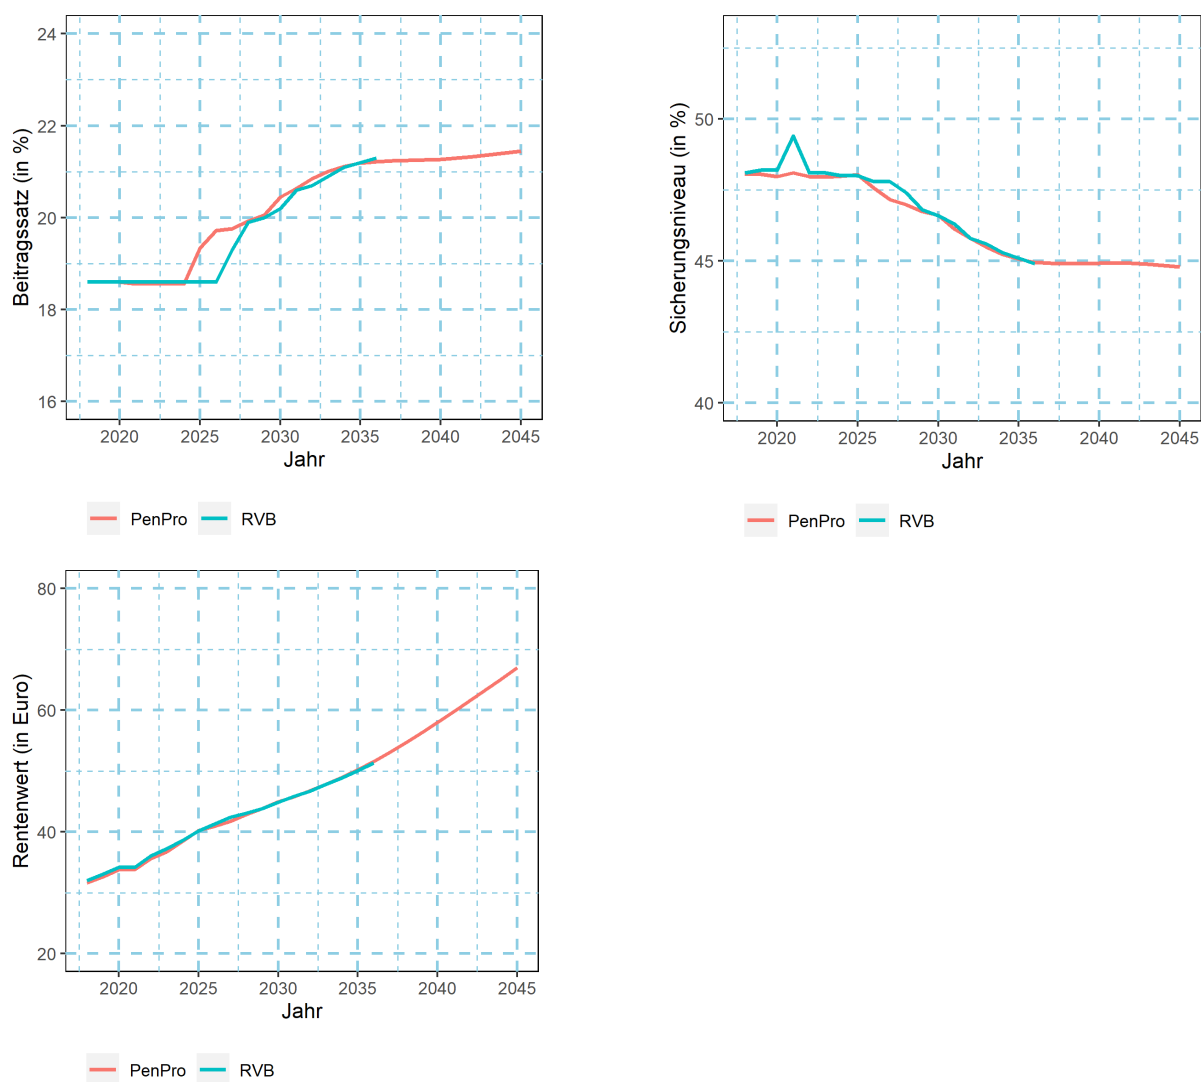 Beitragssatz (in %)
24
22
20
18
16
2020 2025 2030 2035 2040 2045
Jahr
PenPro RVB
Sicherungsniveau (in %)
50
45
40
2020 2025 2030 2035 2040 2045
Jahr
PenPro RVB
Rentenwert (in Euro)
80
60
40
20
2020 2025 2030 2035 2040 2045
Jahr
PenPro RVB